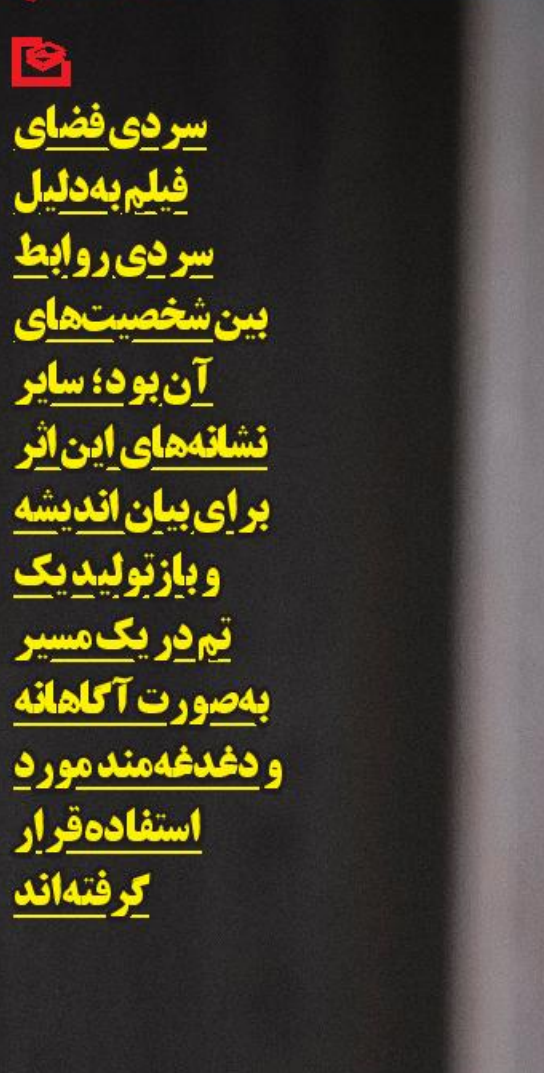 سردی فضای
فیلم به‌دلیل
سردی روابط
بین شخصیت‌های
آن بود؛ سایر
نشانه‌های این اثر
برای بیان اندیشه
و بازتولید یک
تم در یک مسیر
به‌صورت آگاهانه
و دغدغه‌مند مورد
استفاده قرار
گرفته‌اند